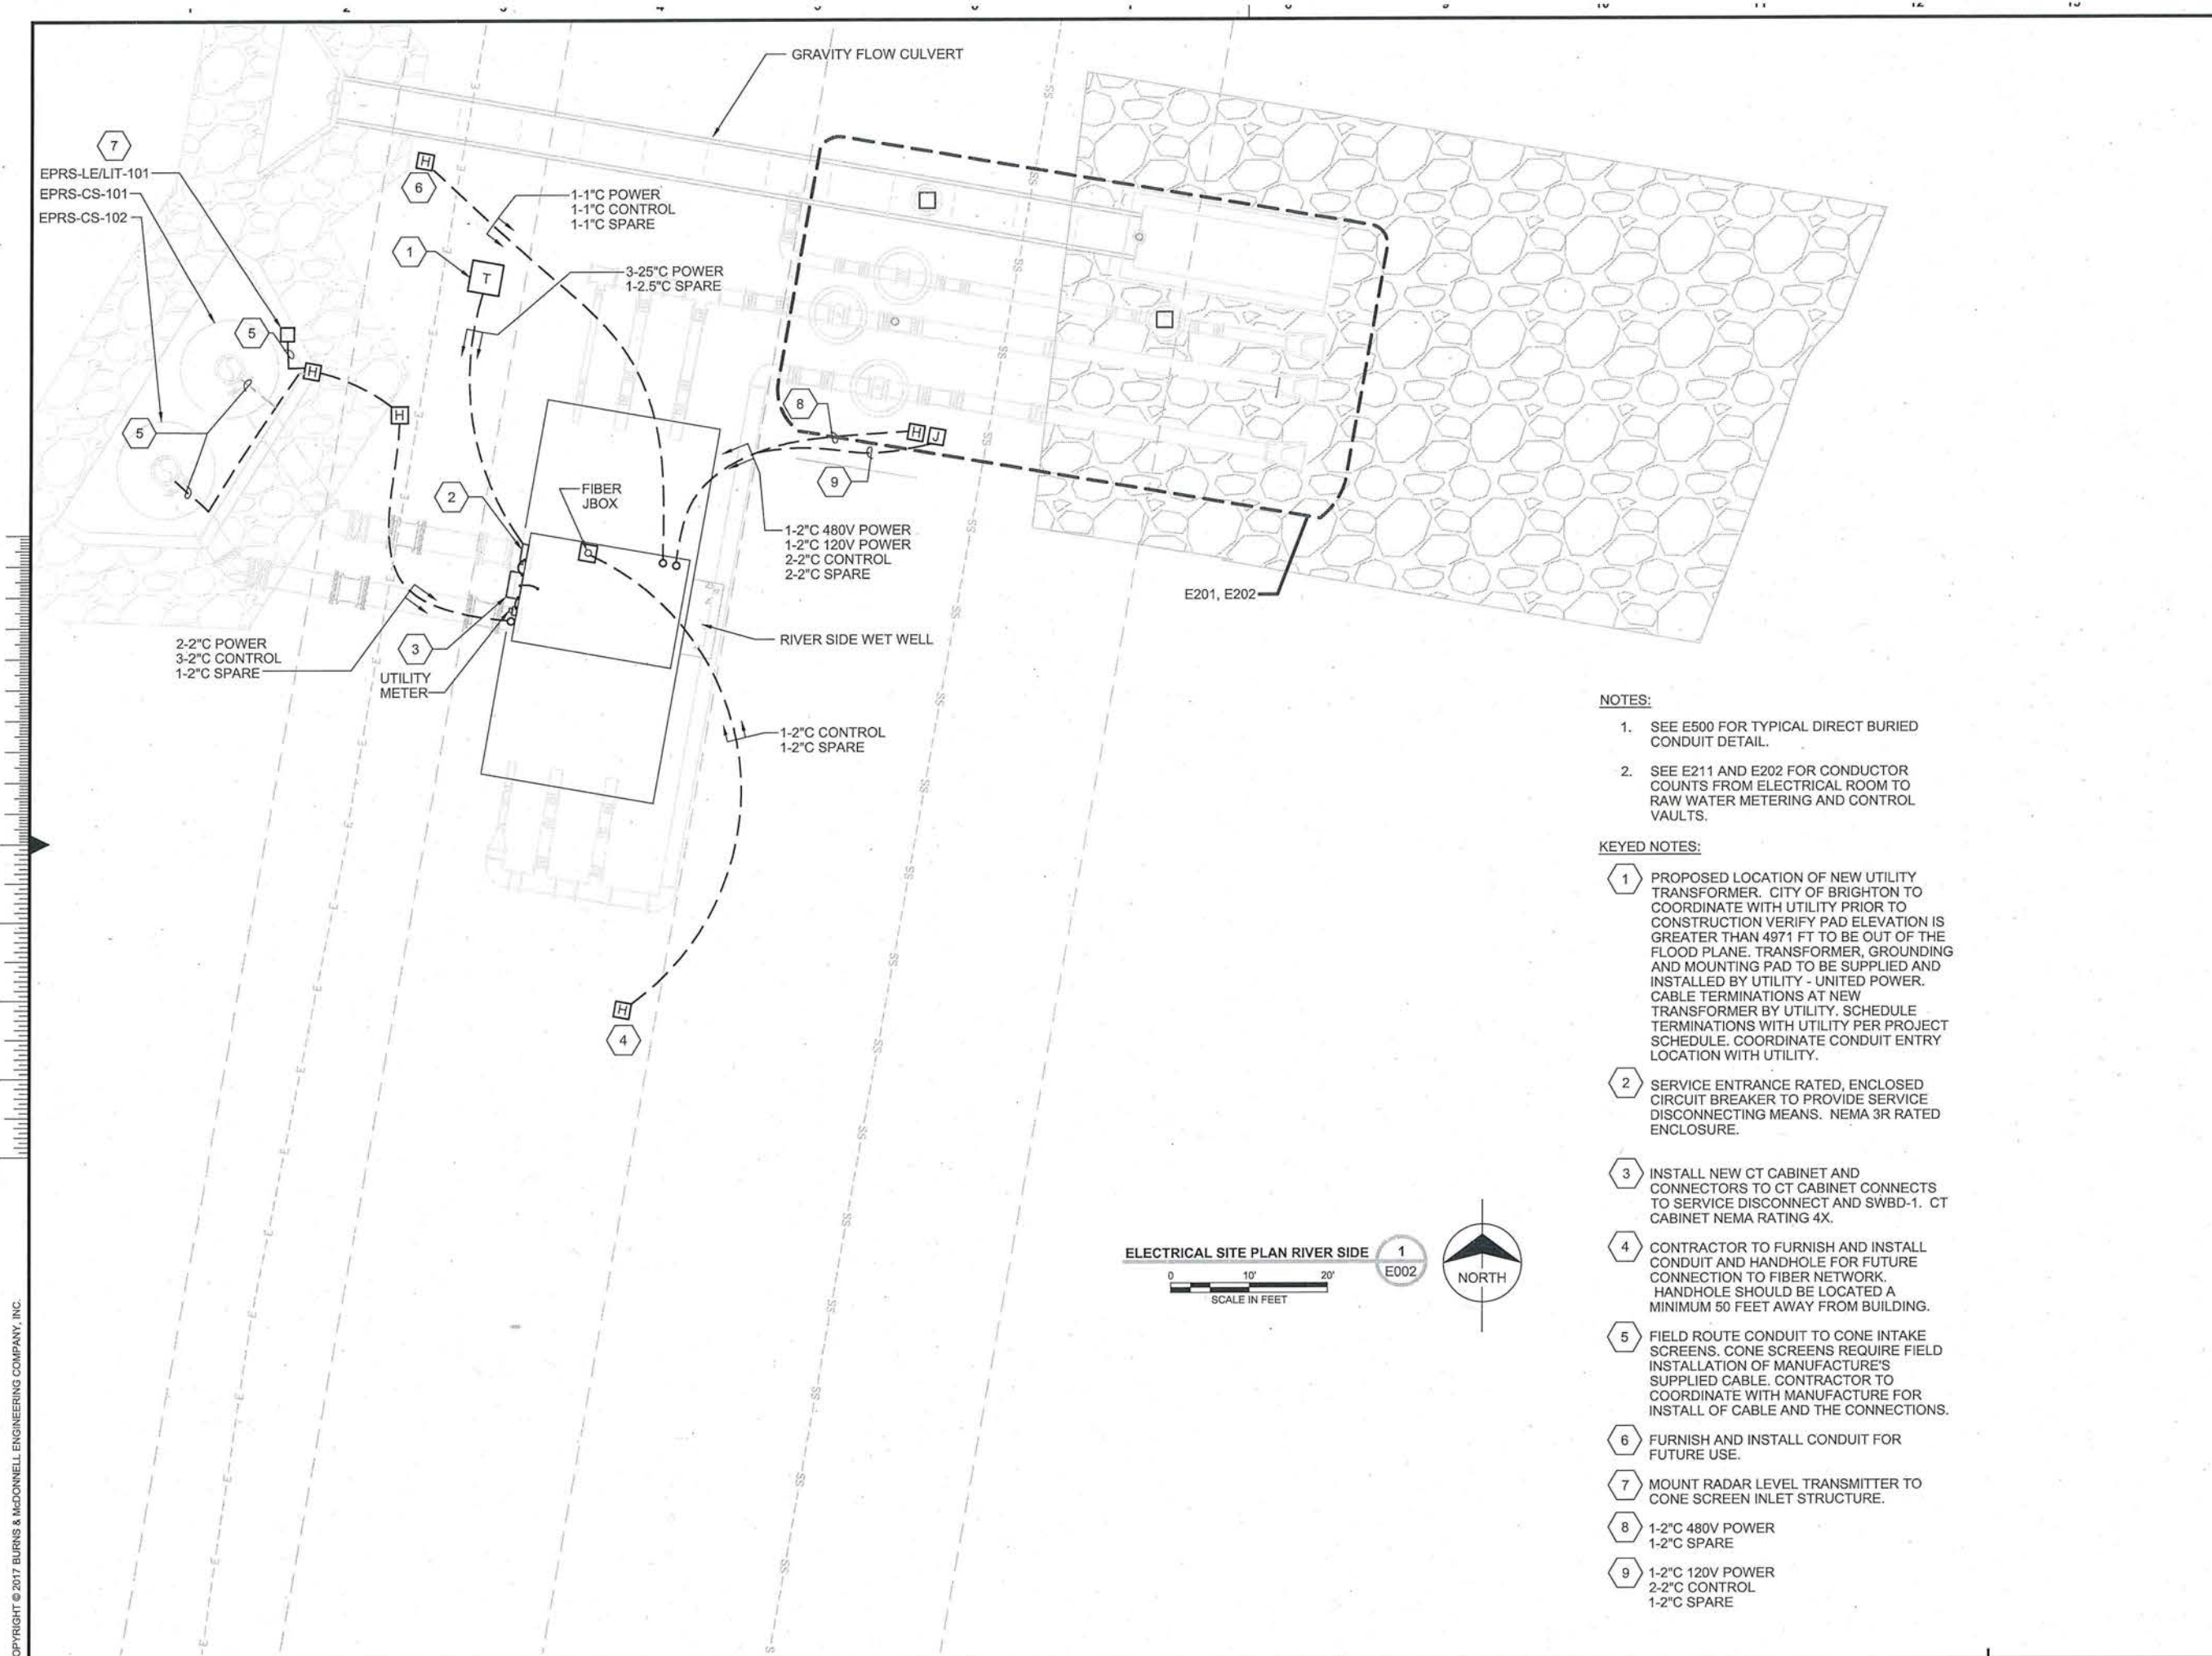 GRAVITY FLOW CULVERT
7
EPRS-LE/LIT-101
EPRS-CS-101
EPRS-CS-102
H
6
1-1"C POWER
1-1"C CONTROL
1-1"C SPARE
1
T
3-25"C POWER
1-2.5"C SPARE
5
H
H
5
8
H
J
9
2
FIBER
JBOX
1-2"C 480V POWER
1-2"C 120V POWER
2-2"C CONTROL
2-2"C SPARE
E201, E202
2-2"C POWER
3-2"C CONTROL
1-2"C SPARE
3
UTILITY
METER
RIVER SIDE WET WELL
1-2"C CONTROL
1-2"C SPARE
H
4
NOTES:
1. SEE E500 FOR TYPICAL DIRECT BURIED
CONDUIT DETAIL.
2. SEE E211 AND E202 FOR CONDUCTOR
COUNTS FROM ELECTRICAL ROOM TO
RAW WATER METERING AND CONTROL
VAULTS.
KEYED NOTES:
1 PROPOSED LOCATION OF NEW UTILITY
TRANSFORMER. CITY OF BRIGHTON TO
COORDINATE WITH UTILITY PRIOR TO
CONSTRUCTION VERIFY PAD ELEVATION IS
GREATER THAN 4971 FT TO BE OUT OF THE
FLOOD PLANE. TRANSFORMER, GROUNDING
AND MOUNTING PAD TO BE SUPPLIED AND
INSTALLED BY UTILITY - UNITED POWER.
CABLE TERMINATIONS AT NEW
TRANSFORMER BY UTILITY. SCHEDULE
TERMINATIONS WITH UTILITY PER PROJECT
SCHEDULE. COORDINATE CONDUIT ENTRY
LOCATION WITH UTILITY.
2 SERVICE ENTRANCE RATED, ENCLOSED
CIRCUIT BREAKER TO PROVIDE SERVICE
DISCONNECTING MEANS. NEMA 3R RATED
ENCLOSURE.
3 INSTALL NEW CT CABINET AND
CONNECTORS TO CT CABINET CONNECTS
TO SERVICE DISCONNECT AND SWBD-1. CT
CABINET NEMA RATING 4X.
4 CONTRACTOR TO FURNISH AND INSTALL
CONDUIT AND HANDHOLE FOR FUTURE
CONNECTION TO FIBER NETWORK.
HANDHOLE SHOULD BE LOCATED A
MINIMUM 50 FEET AWAY FROM BUILDING.
5 FIELD ROUTE CONDUIT TO CONE INTAKE
SCREENS. CONE SCREENS REQUIRE FIELD
INSTALLATION OF MANUFACTURE'S
SUPPLIED CABLE. CONTRACTOR TO
COORDINATE WITH MANUFACTURE FOR
INSTALL OF CABLE AND THE CONNECTIONS.
6 FURNISH AND INSTALL CONDUIT FOR
FUTURE USE.
7 MOUNT RADAR LEVEL TRANSMITTER TO
CONE SCREEN INLET STRUCTURE.
8 1-2"C 480V POWER
1-2"C SPARE
9 1-2"C 120V POWER
2-2"C CONTROL
1-2"C SPARE
ELECTRICAL SITE PLAN RIVER SIDE
1
E002
0 10' 20'
SCALE IN FEET
NORTH
OPYRIGHT © 2017 BURNS & McDONNELL ENGINEERING COMPANY, INC.